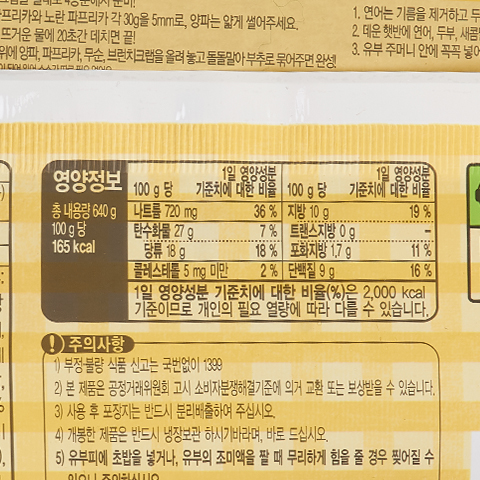 프리카와 노란 파프리카 각 30g을 5mm로, 양파는 얇게 썰어주세요.
뜨거운 물에 20초간 데치면 끝!
위에 양파, 파프리카, 무순, 브런치크랩을 올려 놓고 돌돌말아 부추로 묶어주면 완성!
1. 연어는 기름을 제거하고 무
2. 데운 햇반에 연어, 두부, 새콤
3. 유부 주머니 안에 꼭꼭 넣어
영양정보
총 내용량 640 g
100 g 당
165 kcal
100 g 당 1일 영양성분 기준치에 대한 비율
나트륨 720 mg 36 %
탄수화물 27 g 7 %
당류 18 g 18 %
콜레스테롤 5 mg 미만 2 %
100 g 당 1일 영양성분 기준치에 대한 비율
지방 10 g 19 %
트랜스지방 0 g -
포화지방 1.7 g 11 %
단백질 9 g 16 %
1일 영양성분 기준치에 대한 비율(%)은 2,000 kcal
기준이므로 개인의 필요 열량에 따라 다를 수 있습니다.
! 주의사항
1) 부정·불량 식품 신고는 국번없이 1399
2) 본 제품은 공정거래위원회 고시 소비자분쟁해결기준에 의거 교환 또는 보상받을 수 있습니다.
3) 사용 후 포장지는 반드시 분리배출하여 주십시오.
4) 개봉한 제품은 반드시 냉장보관 하시기바라며, 바로 드십시오.
5) 유부피에 초밥을 넣거나, 유부의 조미액을 짤 때 무리하게 힘을 줄 경우 찢어질 수